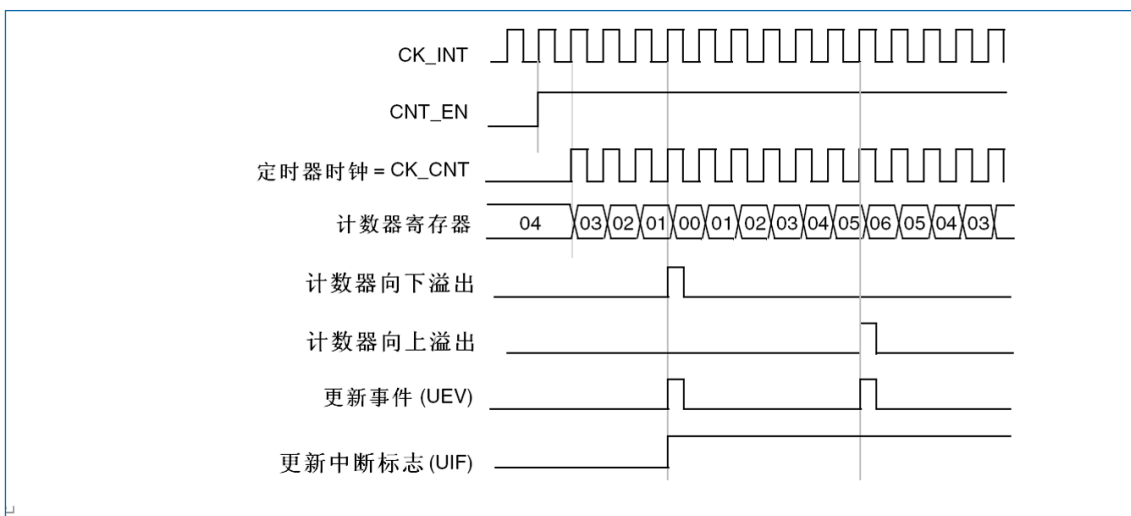 CK_INT
CNT_EN
定时器时钟 = CK_CNT
计数器寄存器 04 03 02 01 00 01 02 03 04 05 06 05 04 03
计数器向下溢出
计数器向上溢出
更新事件 (UEV)
更新中断标志 (UIF)